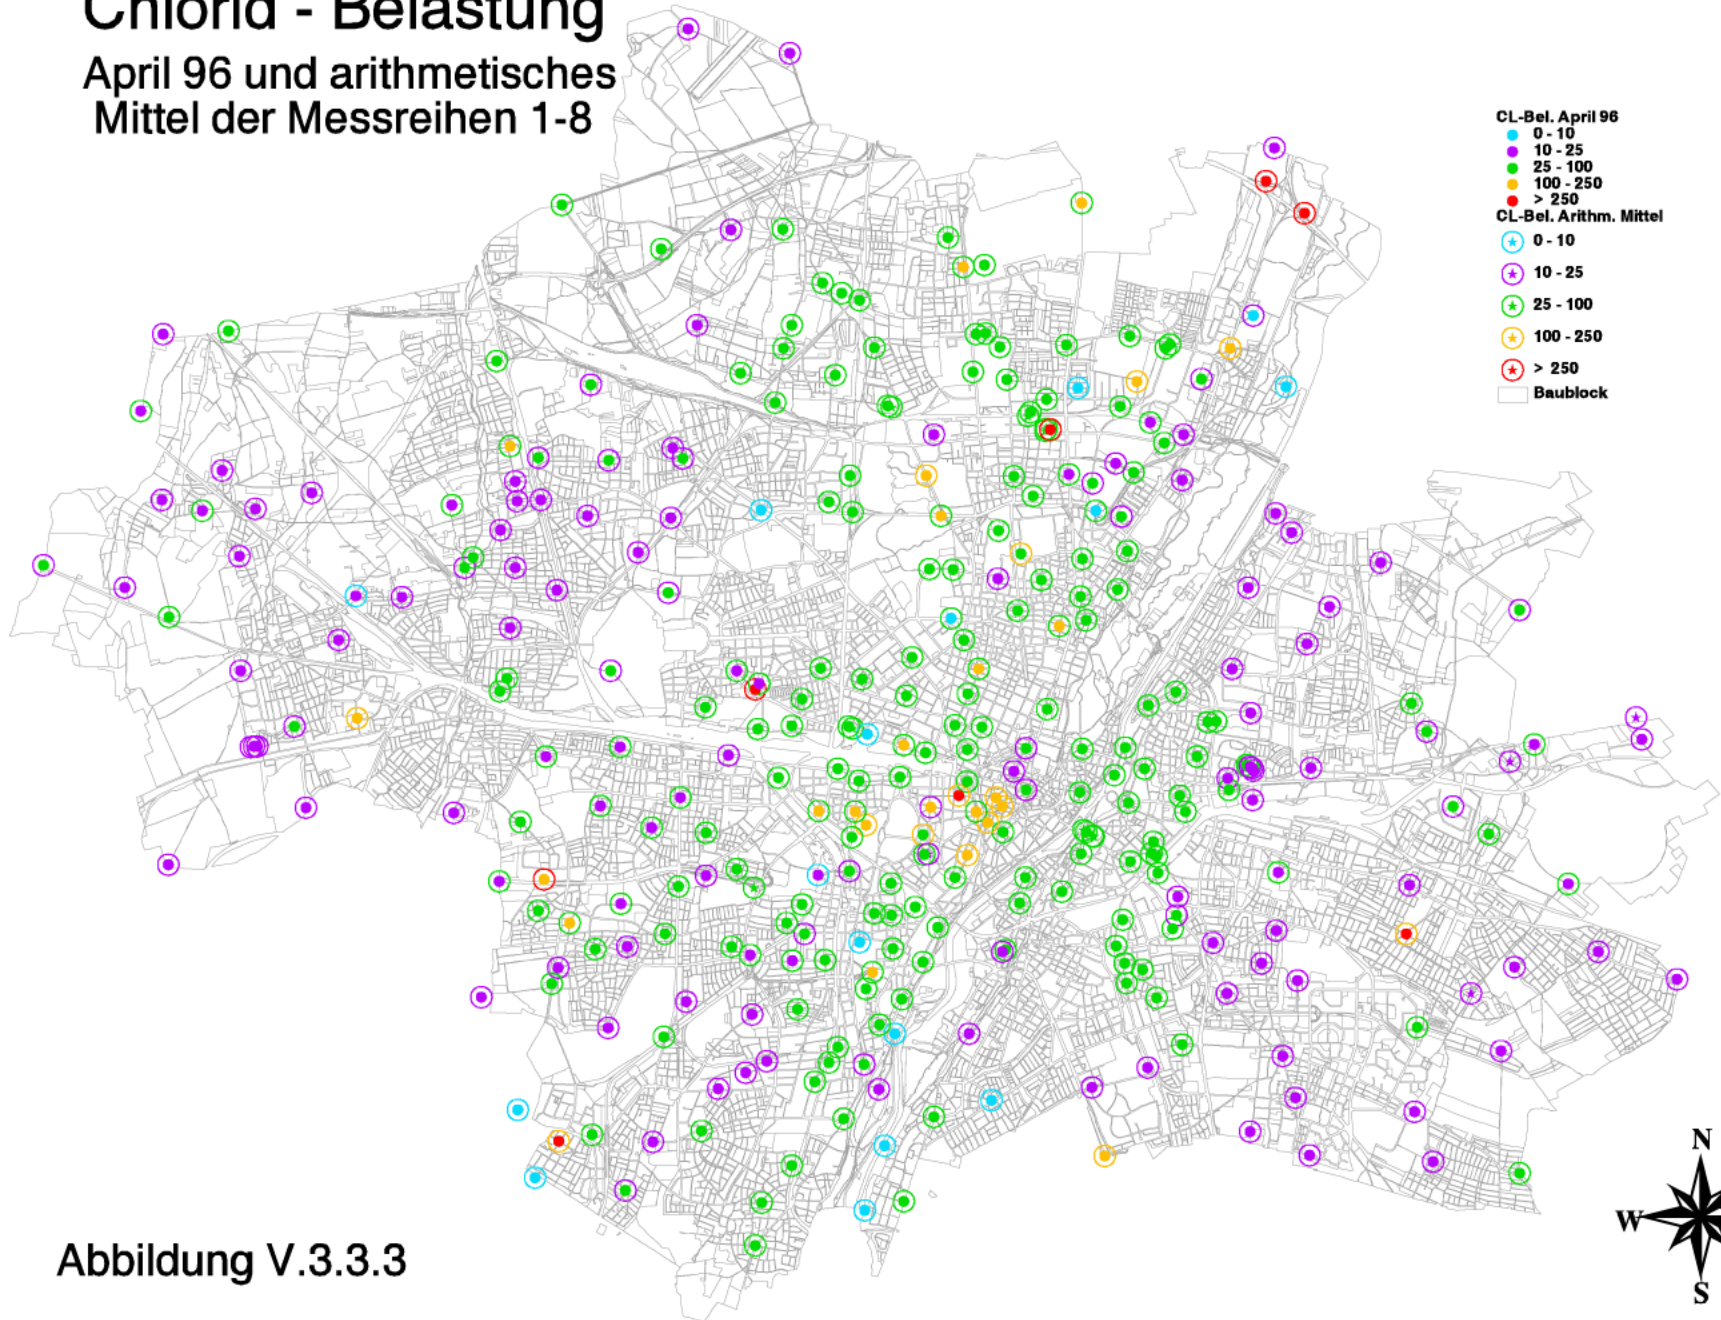 Chlorid - Belastung
April 96 und arithmetisches
Mittel der Messreihen 1-8
CL-Bel. April 96
0 - 10
10 - 25
25 - 100
100 - 250
> 250
CL-Bel. Arithm. Mittel
0 - 10
10 - 25
25 - 100
100 - 250
> 250
Baublock
N
W
S
Abbildung V.3.3.3